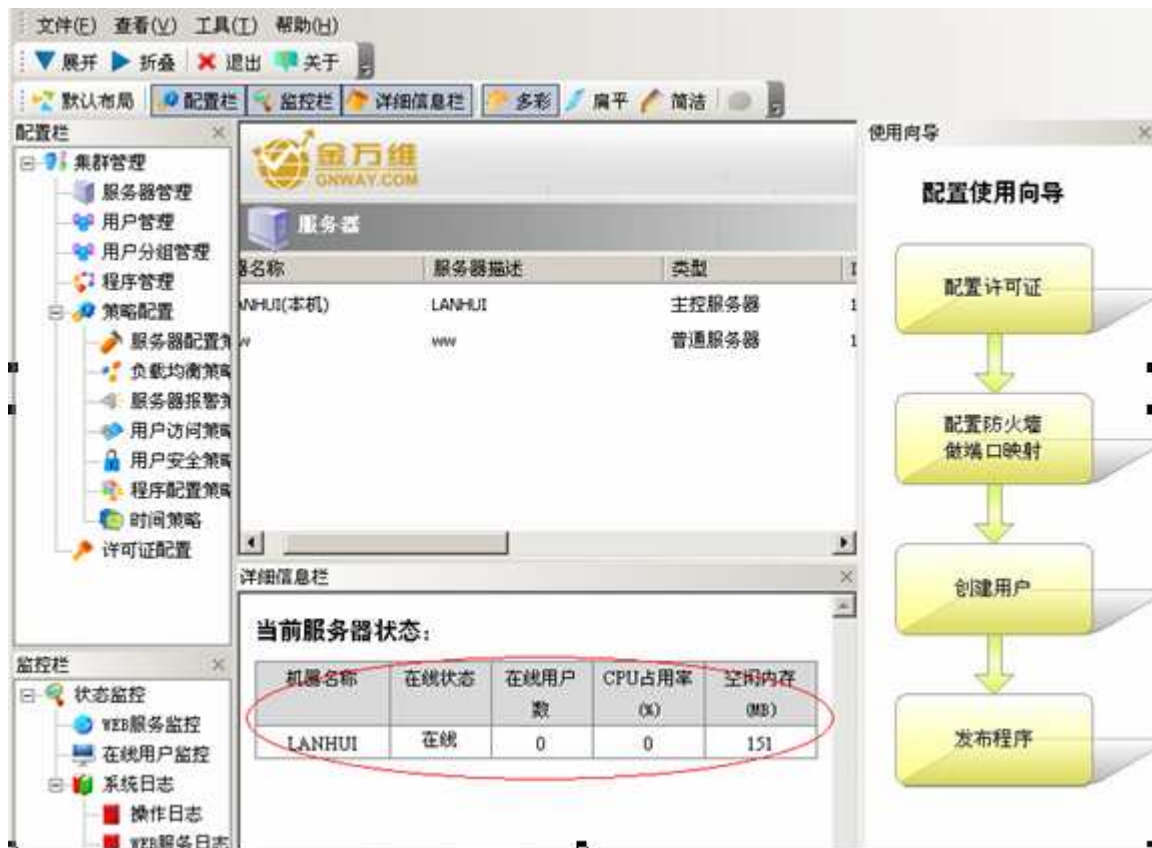 文件(F) 查看(V) 工具(T) 帮助(H)
展开 折叠 退出 关于
默认布局 配置栏 监控栏 详细信息栏 多彩 扁平 简洁
配置栏
集群管理
服务器管理
用户管理
用户分组管理
程序管理
策略配置
服务器配置
负载均衡策略
服务器报警
用户访问策略
用户安全策略
程序配置策略
时间策略
许可证配置
监控栏
状态监控
WEB服务监控
在线用户监控
系统日志
操作日志
WEB服务日志
金万维
GNWAY.COM
服务器
器名称 服务器描述 类型
ANHUI(本机) LANHUI 主控服务器 1
w ww 普通服务器 1
详细信息栏
当前服务器状态:
机器名称 在线状态 在线用户数 CPU占用率(%) 空闲内存(MB)
LANHUI 在线 0 0 151
使用向导
配置使用向导
配置许可证
配置防火墙
做端口映射
创建用户
发布程序